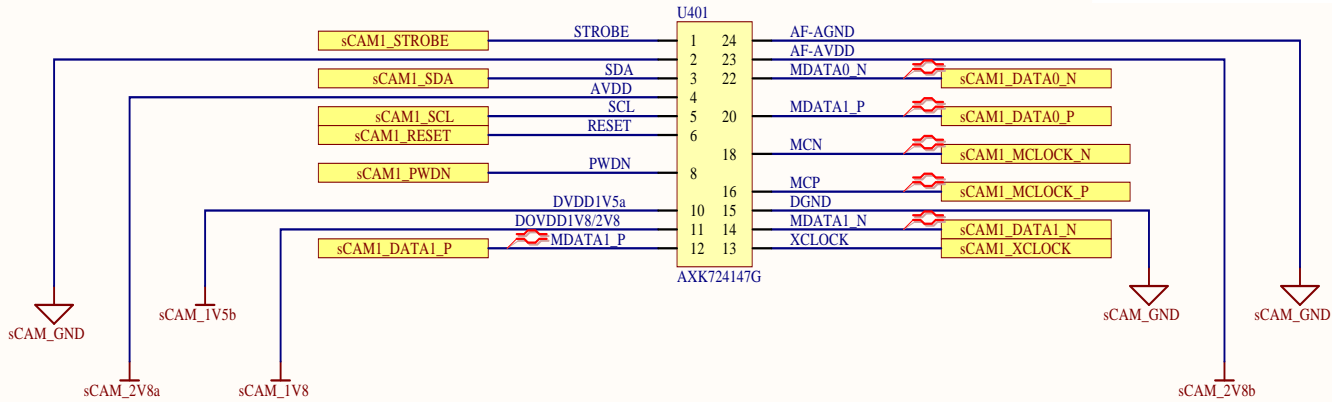 U401
sCAM1_STROBE STROBE 1 24 AF-AGND
2 23 AF-AVDD
sCAM1_SDA SDA 3 22 MDATA0_N sCAM1_DATA0_N
AVDD 4
sCAM1_SCL SCL 5 20 MDATA1_P sCAM1_DATA0_P
sCAM1_RESET RESET 6
18 MCN sCAM1_MCLOCK_N
sCAM1_PWDN PWDN 8
16 MCP sCAM1_MCLOCK_P
DVDD1V5a 10 15 DGND
DOVDD1V8/2V8 11 14 MDATA1_N sCAM1_DATA1_N
sCAM1_DATA1_P MDATA1_P 12 13 XCLOCK sCAM1_XCLOCK
AXK724147G
sCAM_GND sCAM_1V5b sCAM_GND sCAM_GND
sCAM_2V8a sCAM_1V8 sCAM_2V8b